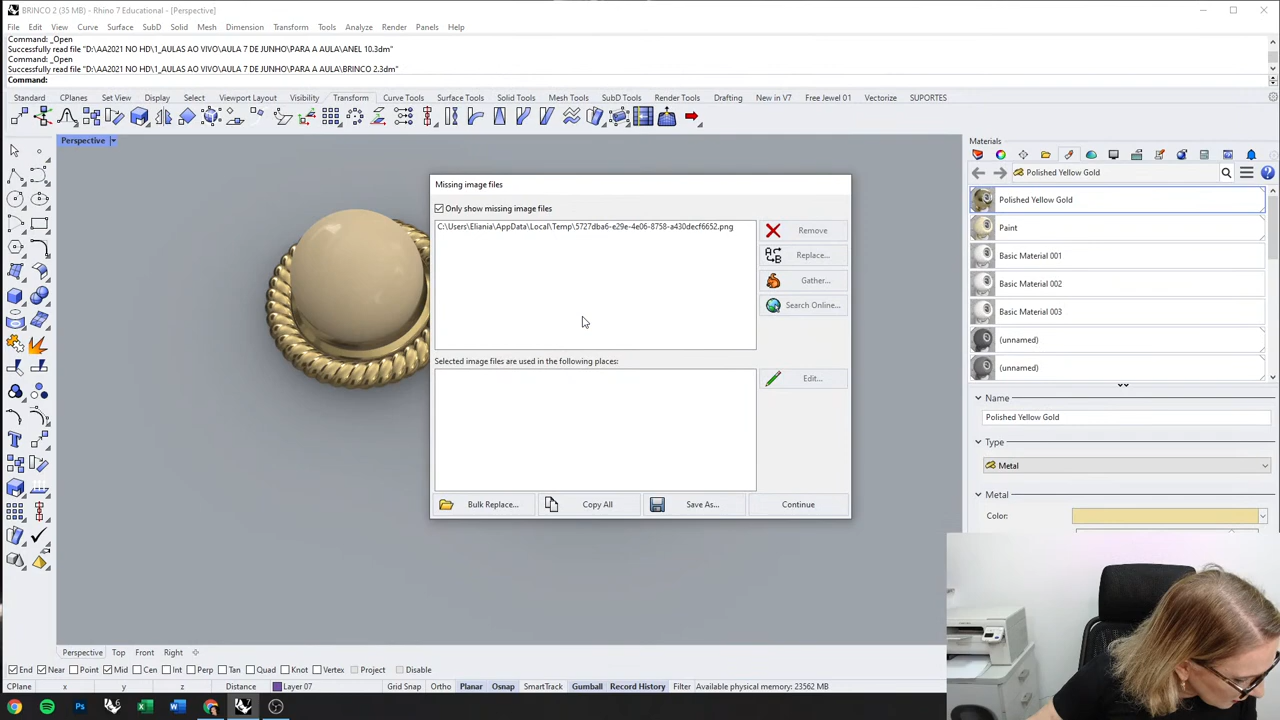 BRINCO 2 (35 MB) - Rhino 7 Educational - [Perspective]
File Edit View Curve Surface SubD Solid Mesh Dimension Transform Tools Analyze Render Panels Help
Command: _Open
Successfully read file "D:\AA2021 NO HD\1_AULAS AO VIVO\AULA 7 DE JUNHO\PARA A AULA\ANEL 10.3dm"
Command: _Open
Successfully read file "D:\AA2021 NO HD\1_AULAS AO VIVO\AULA 7 DE JUNHO\PARA A AULA\BRINCO 2.3dm"
Command:
Standard CPlanes Set View Display Select Viewport Layout Visibility Transform Curve Tools Surface Tools Solid Tools Mesh Tools SubD Tools Render Tools Drafting New in V7 Free Jewel 01 Vectorize SUPORTES
Perspective
Materials
Polished Yellow Gold
Polished Yellow Gold
Paint
Basic Material 001
Basic Material 002
Basic Material 003
(unnamed)
(unnamed)
Name
Polished Yellow Gold
Type
Metal
Metal
Color:
Missing image files
Only show missing image files
C:\Users\Eliania\AppData\Local\Temp\5727dba6-e29e-4e06-8758-a430decf6652.png
Remove
Replace...
Gather...
Search Online...
Selected image files are used in the following places:
Edit...
Bulk Replace... Copy All Save As... Continue
Perspective Top Front Right
End Near Point Mid Cen Int Perp Tan Quad Knot Vertex Project Disable
CPlane x y z Distance Layer 07 Grid Snap Ortho Planar Osnap SmartTrack Gumball Record History Filter Available physical memory: 23562 MB